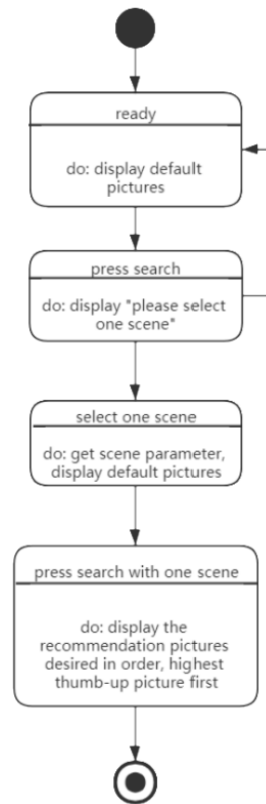 ready
do: display default
pictures
press search
do: display "please select
one scene"
select one scene
do: get scene parameter,
display default pictures
press search with one scene
do: display the
recommendation pictures
desired in order, highest
thumb-up picture first